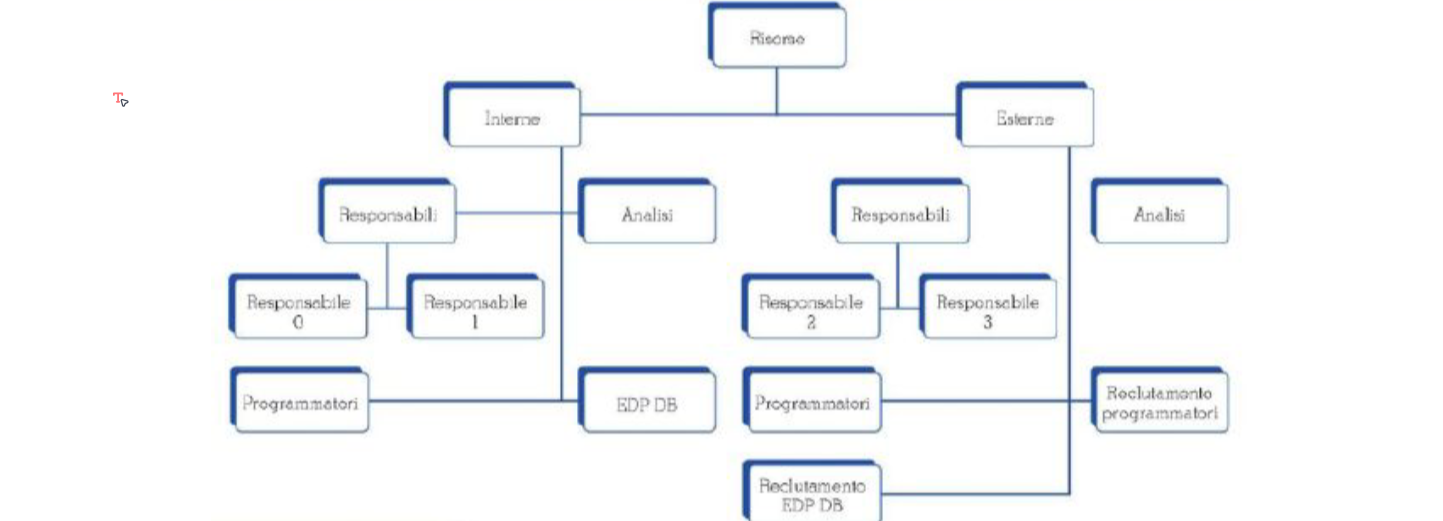 Risorse
Interne
Esterne
Responsabili
Analisi
Responsabili
Analisi
Responsabile
0
Responsabile
1
Responsabile
2
Responsabile
3
Programmatori
EDP DB
Programmatori
Reclutamento
programmatori
Reclutamento
EDP DB